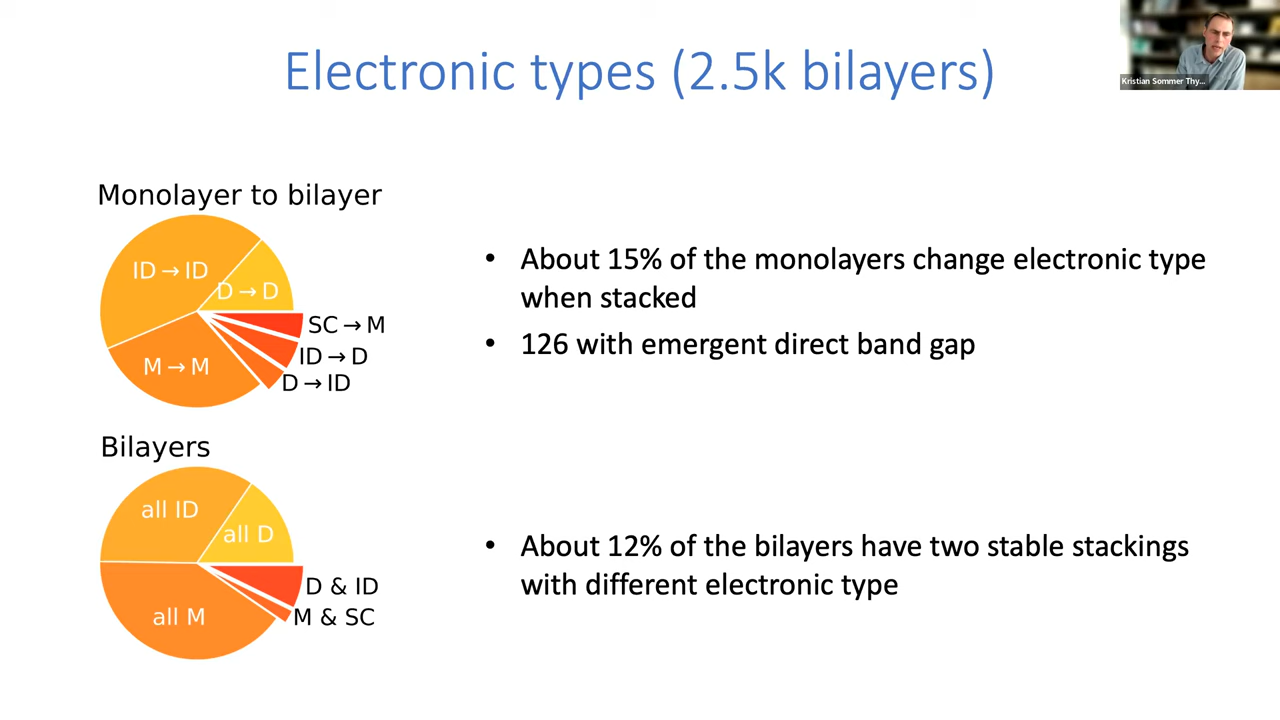 Electronic types (2.5k bilayers)
Kristian Sommer Thy...
Monolayer to bilayer
ID → ID
D → D
SC → M
ID → D
M → M
D → ID
• About 15% of the monolayers change electronic type
when stacked
• 126 with emergent direct band gap
Bilayers
all ID
all D
D & ID
all M
M & SC
• About 12% of the bilayers have two stable stackings
with different electronic type